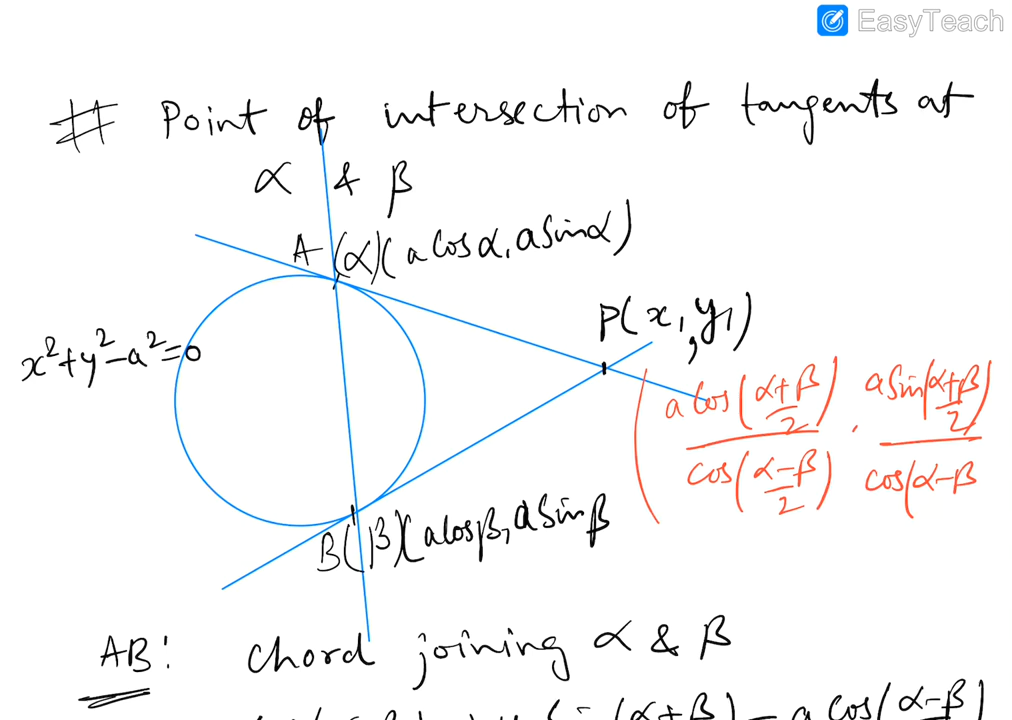 EasyTeach
# Point of intersection of tangents at
α & β
A (α)(a cos α, a sin α)
P(x₁, y₁)
x²+y²-a²=0
(a cos(α+β/2)/cos(α-β/2), a sin(α+β/2)/cos(α-β
B(β)(a cos β, a sin β
AB: chord joining α & β
(α+β) = a cos(α-β)